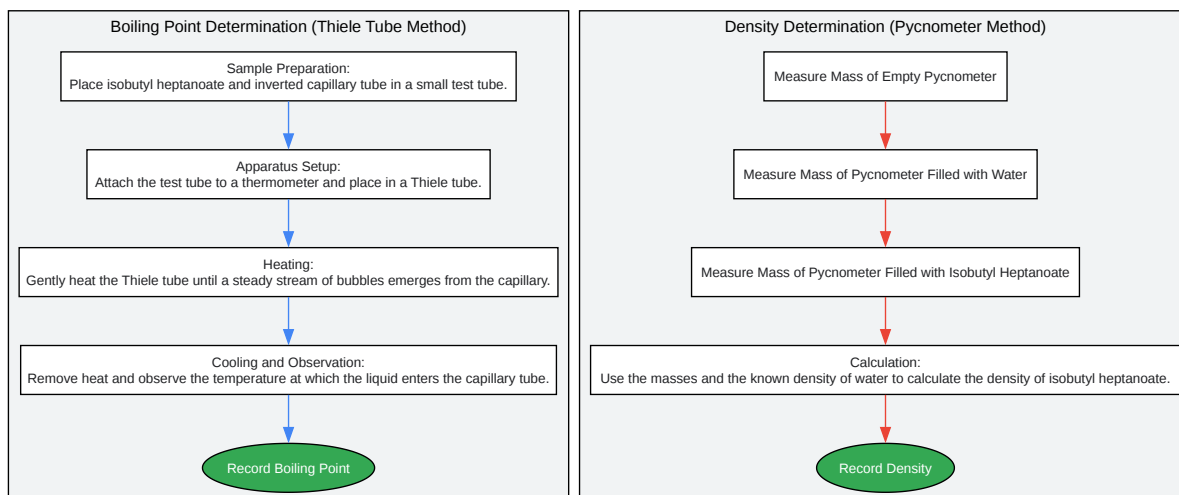 Boiling Point Determination (Thiele Tube Method)
Sample Preparation:
Place isobutyl heptanoate and inverted capillary tube in a small test tube.
Apparatus Setup:
Attach the test tube to a thermometer and place in a Thiele tube.
Heating:
Gently heat the Thiele tube until a steady stream of bubbles emerges from the capillary.
Cooling and Observation:
Remove heat and observe the temperature at which the liquid enters the capillary tube.
Record Boiling Point
Density Determination (Pycnometer Method)
Measure Mass of Empty Pycnometer
Measure Mass of Pycnometer Filled with Water
Measure Mass of Pycnometer Filled with Isobutyl Heptanoate
Calculation:
Use the masses and the known density of water to calculate the density of isobutyl heptanoate.
Record Density